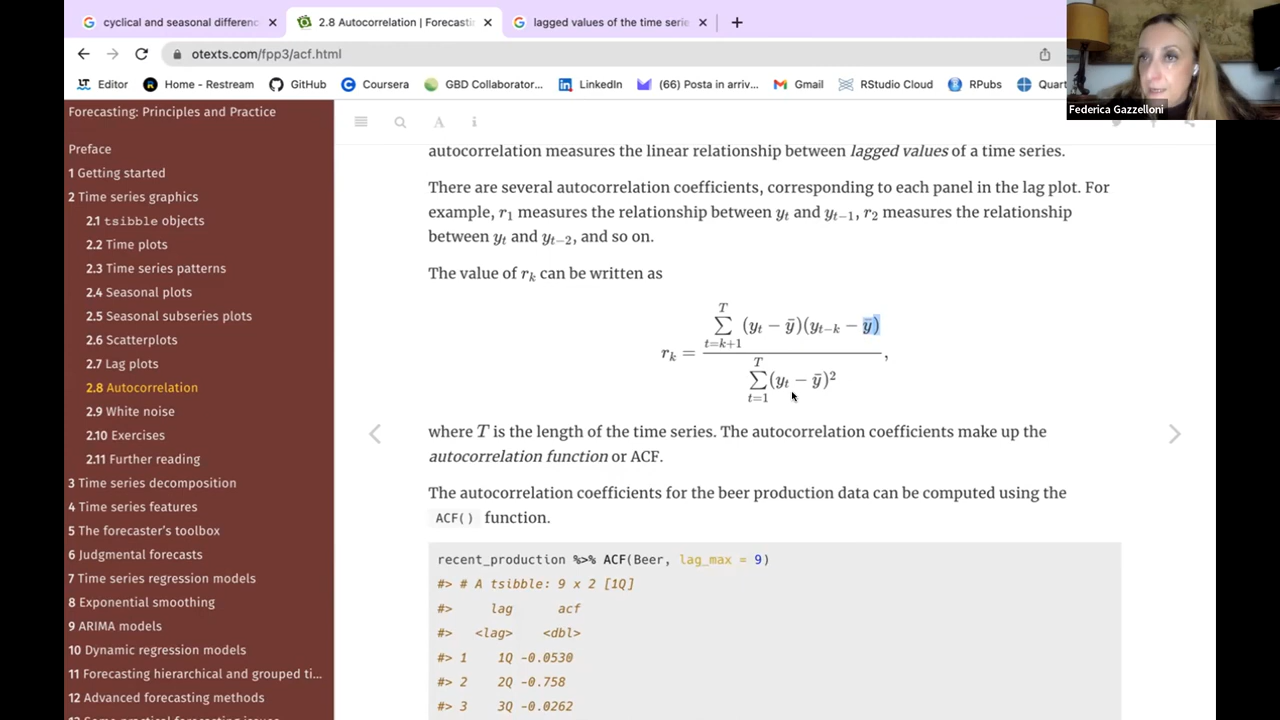 cyclical and seasonal differenc
2.8 Autocorrelation | Forecastin
lagged values of the time serie
otexts.com/fpp3/acf.html
Editor
Home - Restream
GitHub
Coursera
GBD Collaborator...
LinkedIn
(66) Posta in arriv...
Gmail
RStudio Cloud
RPubs
Quart
Federica Gazzelloni
Forecasting: Principles and Practice
Preface
1 Getting started
2 Time series graphics
2.1 tsibble objects
2.2 Time plots
2.3 Time series patterns
2.4 Seasonal plots
2.5 Seasonal subseries plots
2.6 Scatterplots
2.7 Lag plots
2.8 Autocorrelation
2.9 White noise
2.10 Exercises
2.11 Further reading
3 Time series decomposition
4 Time series features
5 The forecaster's toolbox
6 Judgmental forecasts
7 Time series regression models
8 Exponential smoothing
9 ARIMA models
10 Dynamic regression models
11 Forecasting hierarchical and grouped ti...
12 Advanced forecasting methods
autocorrelation measures the linear relationship between lagged values of a time series.
There are several autocorrelation coefficients, corresponding to each panel in the lag plot. For
example, r₁ measures the relationship between yₜ and yₜ₋₁, r₂ measures the relationship
between yₜ and yₜ₋₂, and so on.
The value of rₖ can be written as
T
∑ (yₜ − ȳ)(yₜ₋ₖ − ȳ)
t=k+1
rₖ = ,
T
∑ (yₜ − ȳ)²
t=1
where T is the length of the time series. The autocorrelation coefficients make up the
autocorrelation function or ACF.
The autocorrelation coefficients for the beer production data can be computed using the
ACF() function.
recent_production %>% ACF(Beer, lag_max = 9)
#> # A tsibble: 9 x 2 [1Q]
#> lag acf
#> <lag> <dbl>
#> 1 1Q -0.0530
#> 2 2Q -0.758
#> 3 3Q -0.0262